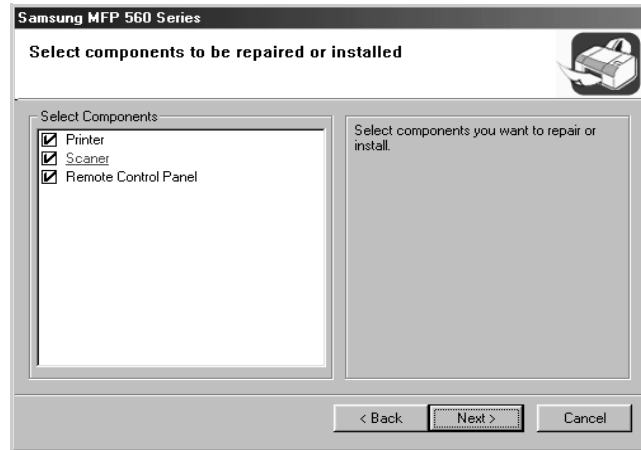 Samsung MFP 560 Series
Select components to be repaired or installed
Select Components
Printer
Scaner
Remote Control Panel
Select components you want to repair or
install.
< Back
Next >
Cancel